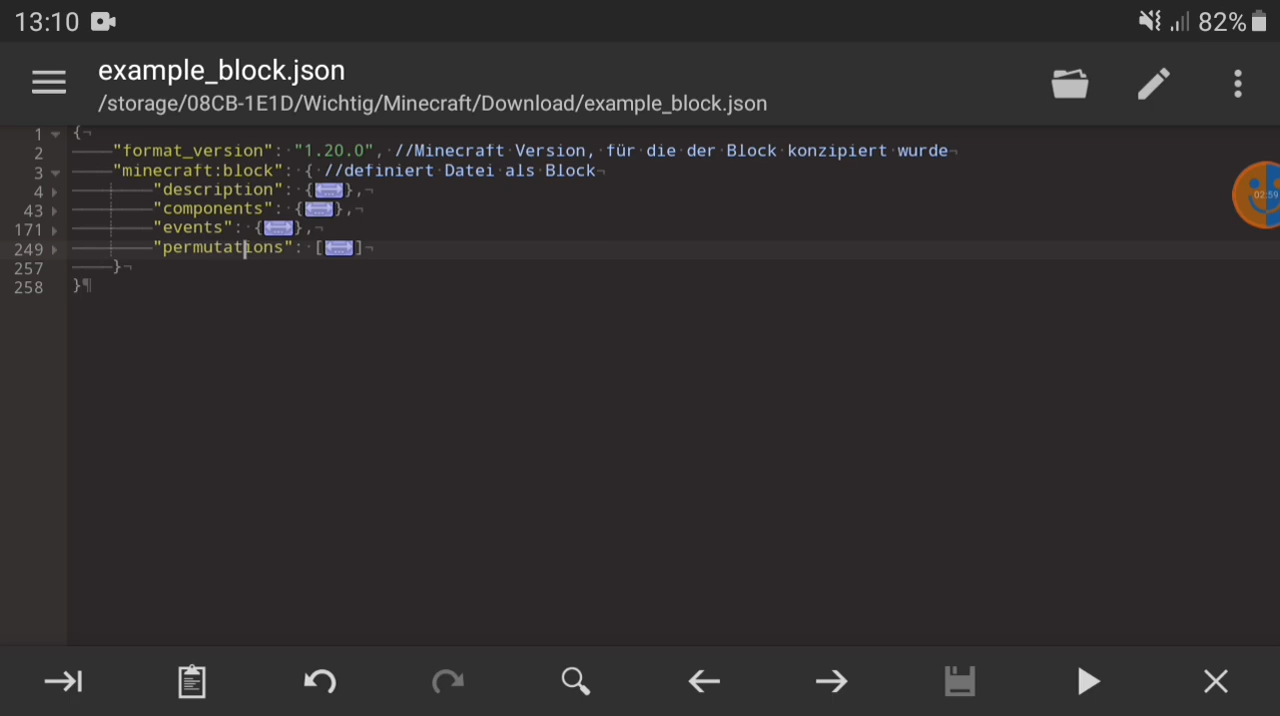 13:10
82%
example_block.json
/storage/08CB-1E1D/Wichtig/Minecraft/Download/example_block.json
1 {
2 "format_version": "1.20.0", //Minecraft Version, für die der Block konzipiert wurde
3 "minecraft:block": { //definiert Datei als Block
02:59
4 "description": {},
43 "components": {},
171 "events": {},
249 "permutations": []
257 }
258 }